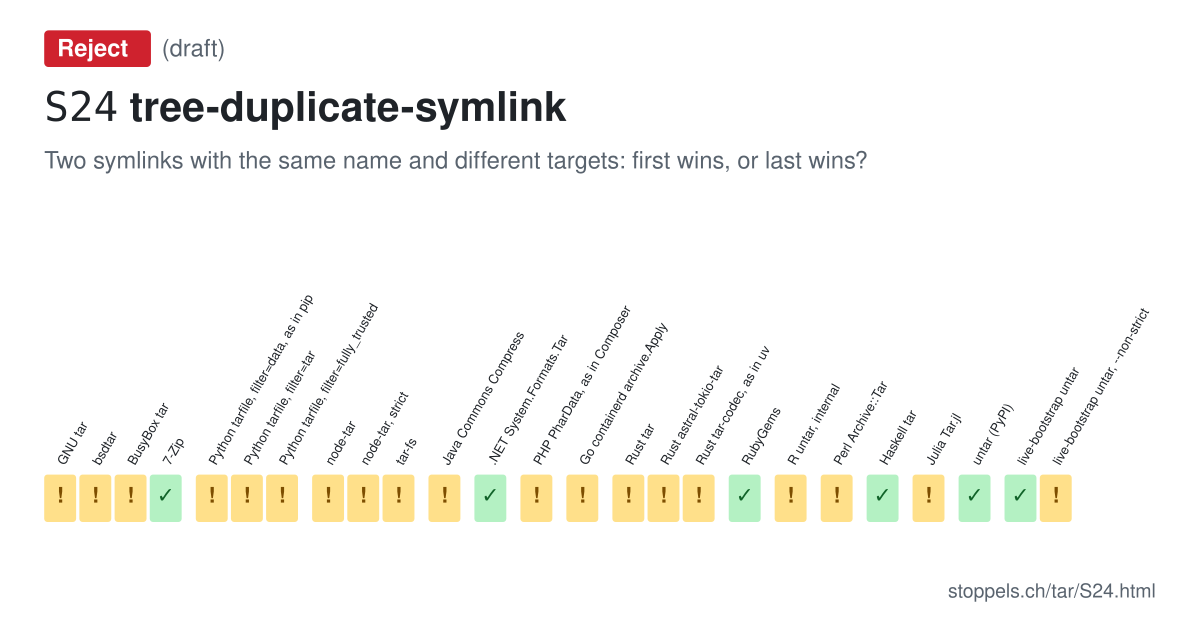 Reject (draft)
S24 tree-duplicate-symlink
Two symlinks with the same name and different targets: first wins, or last wins?
GNU tar
bsdtar
BusyBox tar
7-Zip
Python tarfile, filter=data, as in pip
Python tarfile, filter=tar
Python tarfile, filter=fully_trusted
node-tar
node-tar, strict
tar-fs
Java Commons Compress
.NET System.Formats.Tar
PHP PharData, as in Composer
Go containerd archive.Apply
Rust tar
Rust astral-tokio-tar
Rust tar-codec, as in uv
RubyGems
R untar, internal
Perl Archive::Tar
Haskell tar
Julia Tar.jl
untar (PyPI)
live-bootstrap untar
live-bootstrap untar, --non-strict
! ! ! ✓ ! ! ! ! ! ! ! ✓ ! ! ! ! ! ✓ ! ! ✓ ! ✓ ✓ !
stoppels.ch/tar/S24.html